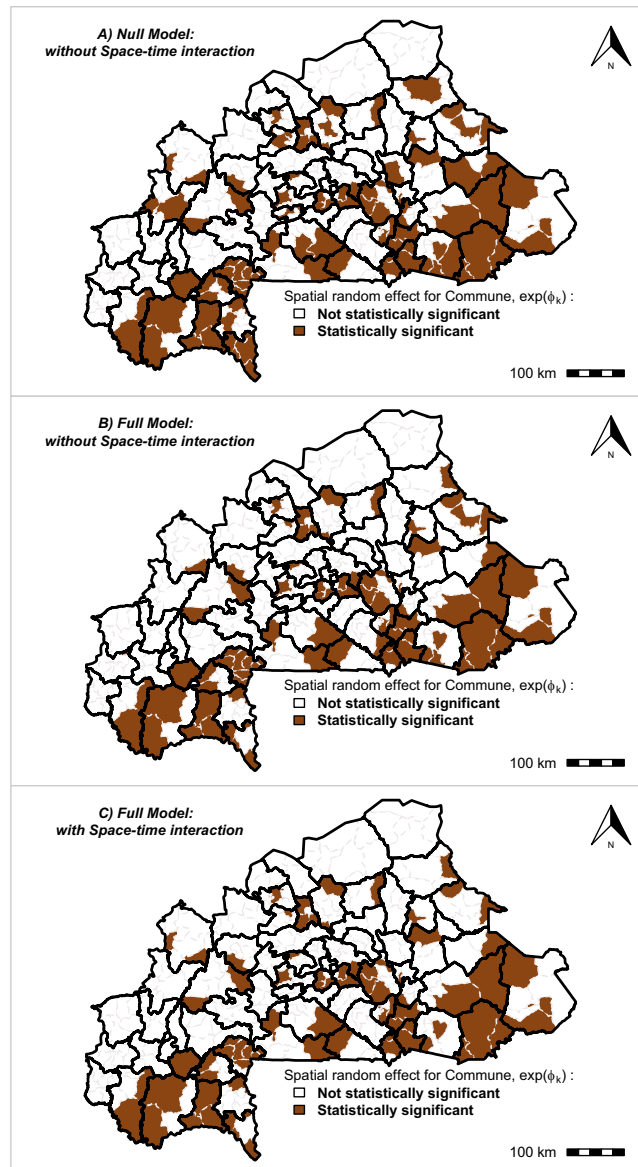 A) Null Model:
without Space-time interaction
N
Spatial random effect for Commune, exp(ϕk) :
Not statistically significant
Statistically significant
100 km
B) Full Model:
without Space-time interaction
N
Spatial random effect for Commune, exp(ϕk) :
Not statistically significant
Statistically significant
100 km
C) Full Model:
with Space-time interaction
N
Spatial random effect for Commune, exp(ϕk) :
Not statistically significant
Statistically significant
100 km